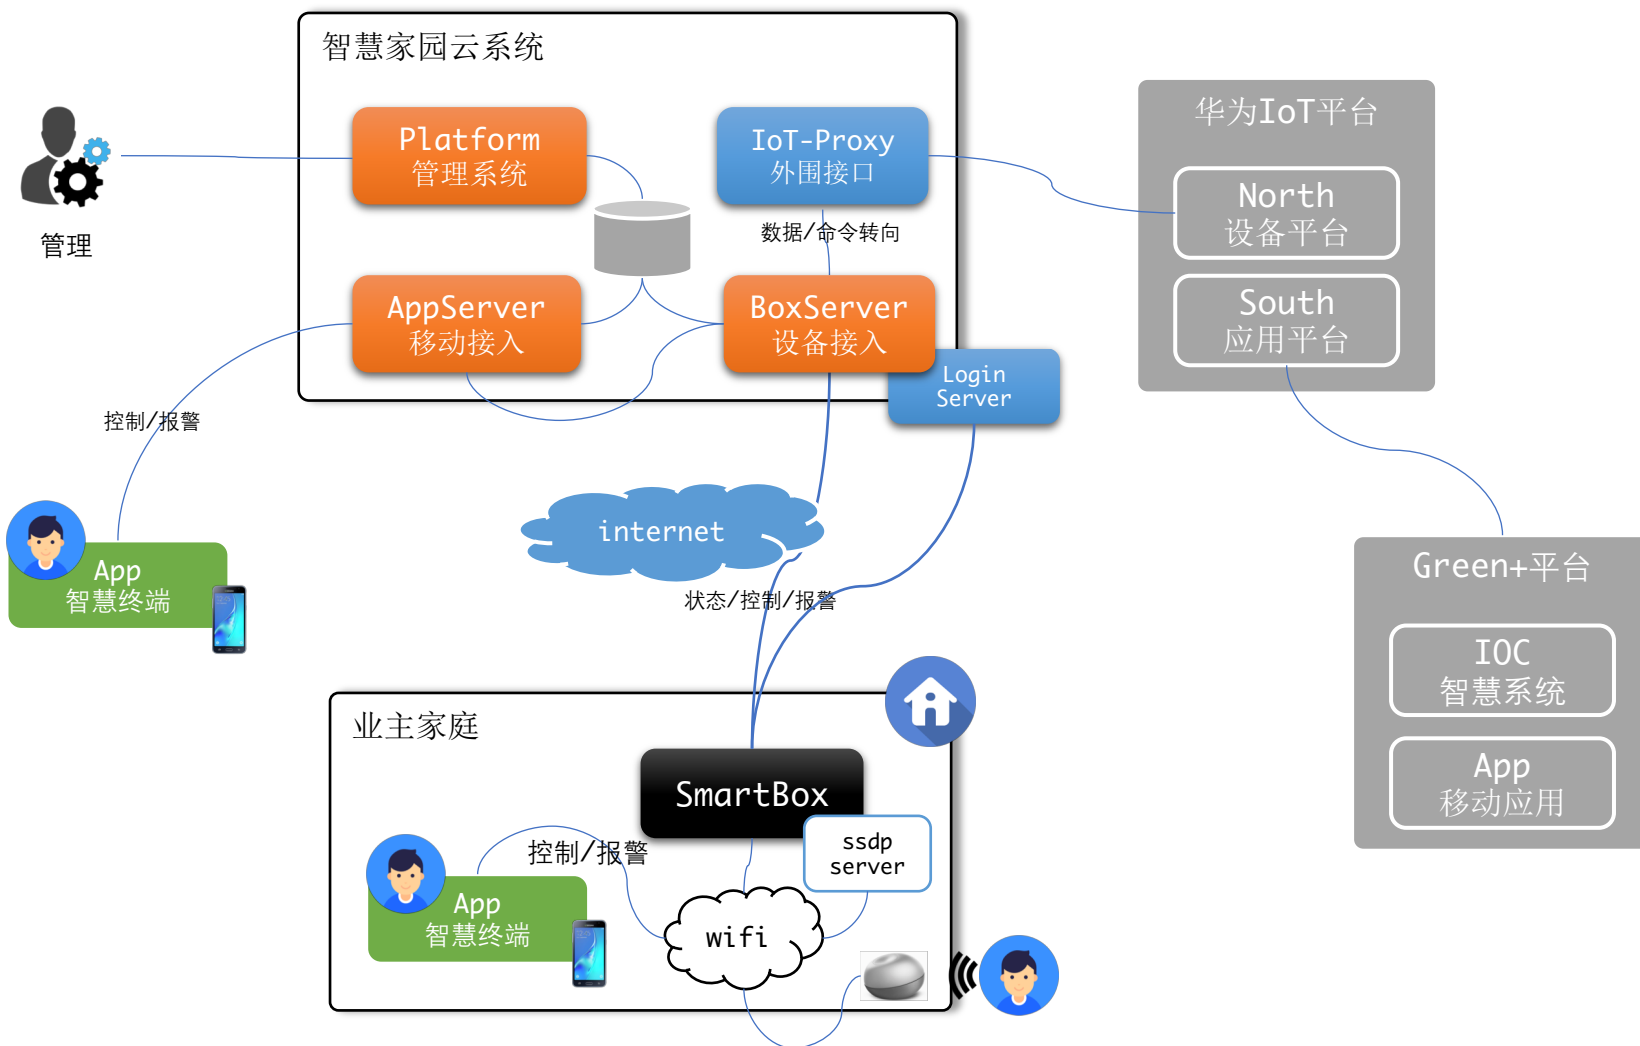 智慧家园云系统
Platform
管理系统
IoT-Proxy
外围接口
华为IoT平台
North
设备平台
管理
数据/命令转向
AppServer
移动接入
BoxServer
设备接入
South
应用平台
Login
Server
控制/报警
internet
App
智慧终端
状态/控制/报警
Green+平台
IOC
智慧系统
App
移动应用
业主家庭
SmartBox
ssdp
server
控制/报警
App
智慧终端
wifi